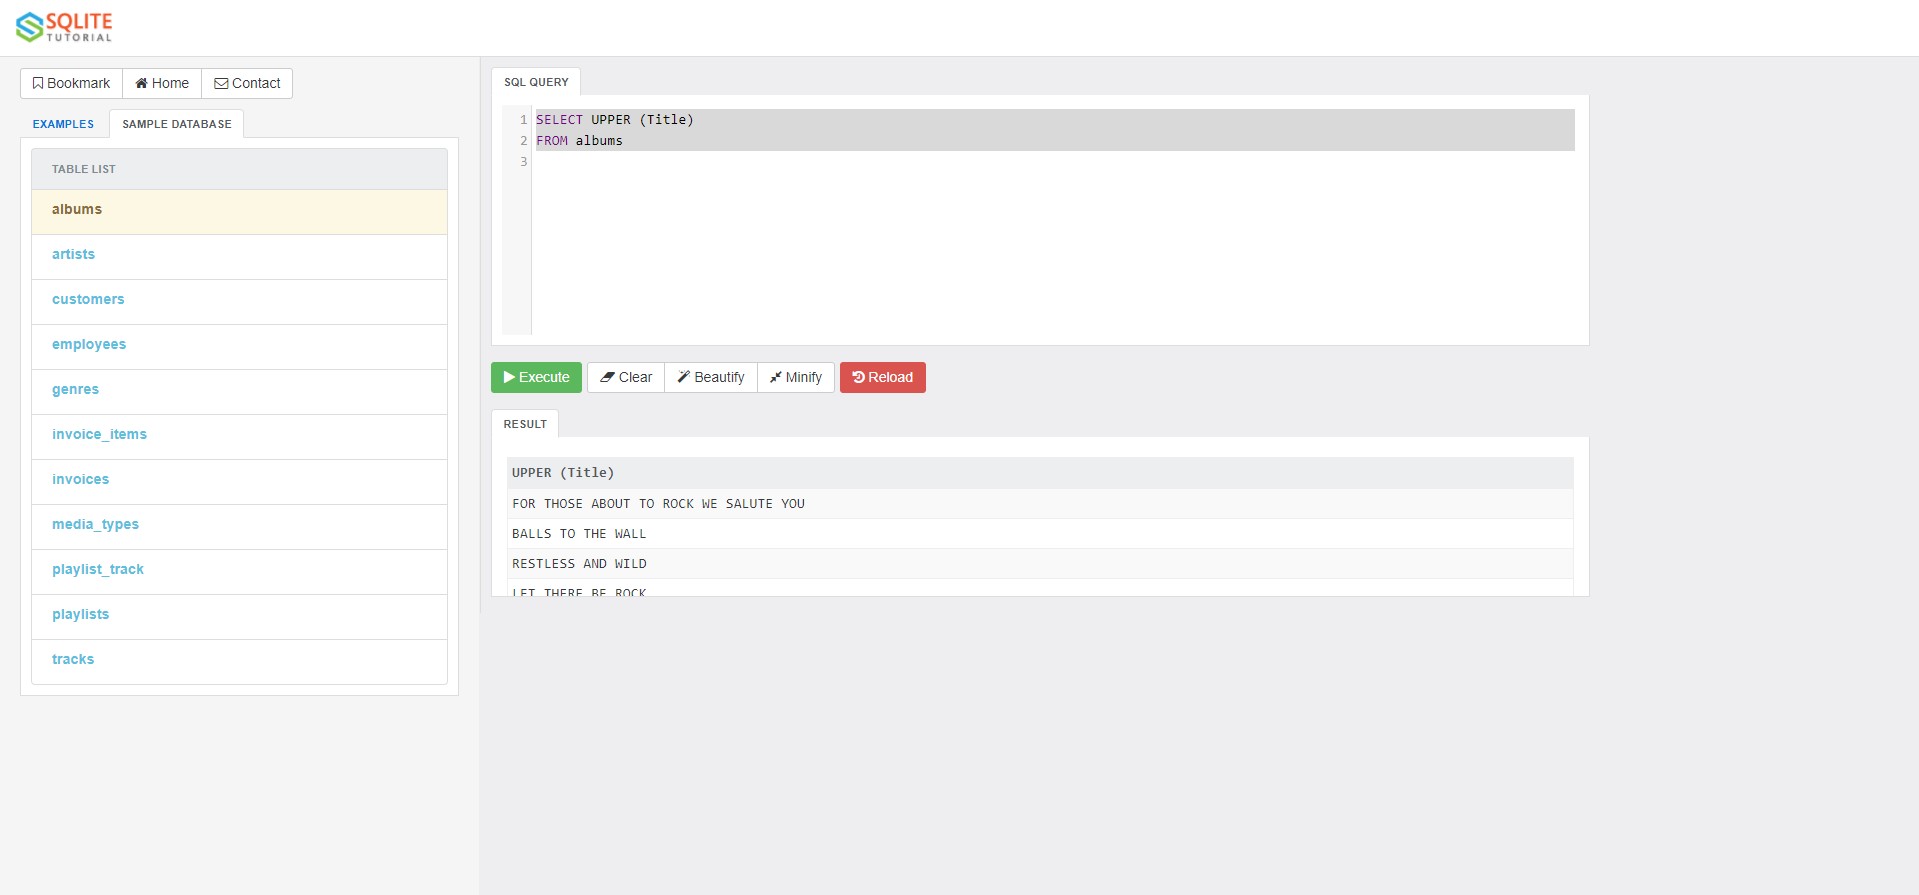 SQLITE
TUTORIAL
Bookmark Home Contact
EXAMPLES SAMPLE DATABASE
TABLE LIST
albums
artists
customers
employees
genres
invoice_items
invoices
media_types
playlist_track
playlists
tracks
SQL QUERY
1 SELECT UPPER (Title)
2 FROM albums
3
Execute Clear Beautify Minify Reload
RESULT
UPPER (Title)
FOR THOSE ABOUT TO ROCK WE SALUTE YOU
BALLS TO THE WALL
RESTLESS AND WILD
LET THERE BE ROCK